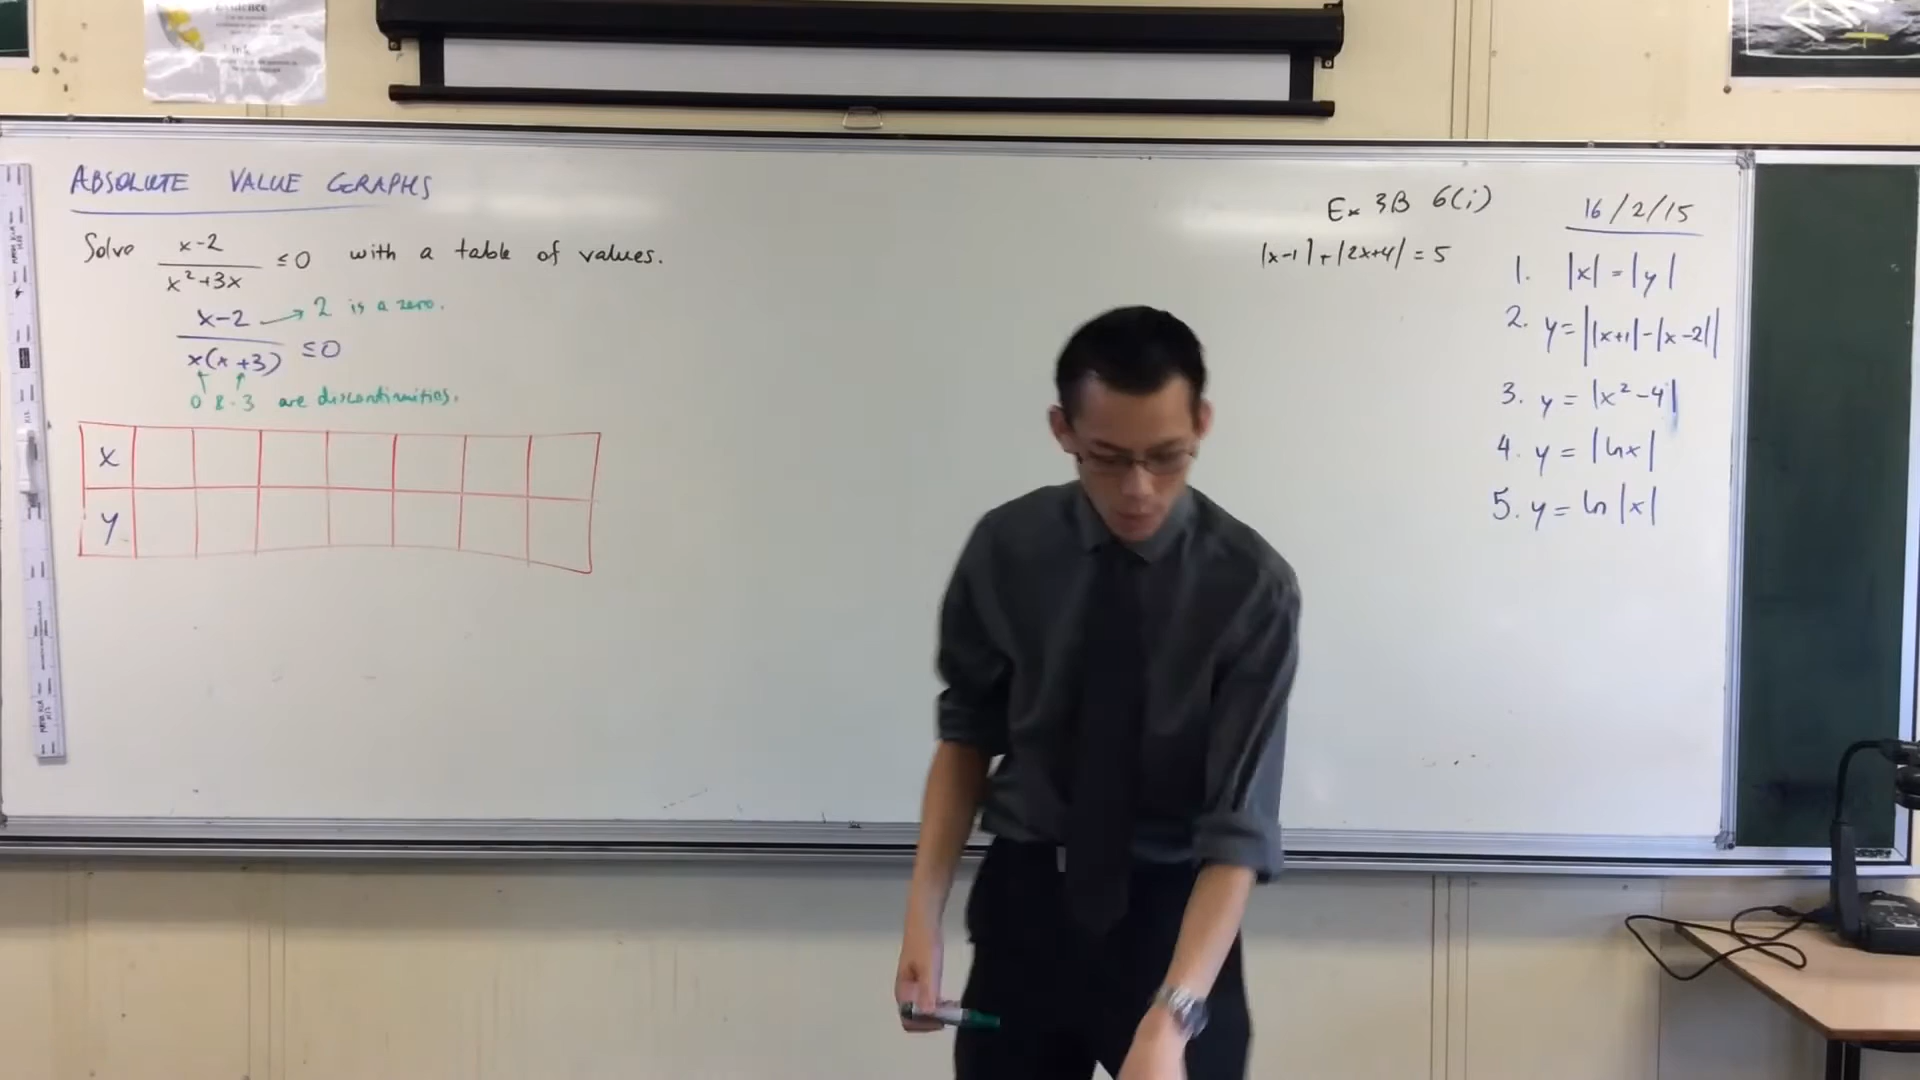 Evidence
Link
ABSOLUTE VALUE GRAPHS
Solve x-2 / x²+3x ≤0 with a table of values.
x-2 → 2 is a zero.
x(x+3) ≤0
0 & -3 are discontinuities.
x
y
Ex 3B 6(i)
|x-1|+|2x+4| = 5
16/2/15
1. |x| = |y|
2. y = ||x+1|-|x-2||
3. y = |x²-4|
4. y = |ln x|
5. y = ln |x|